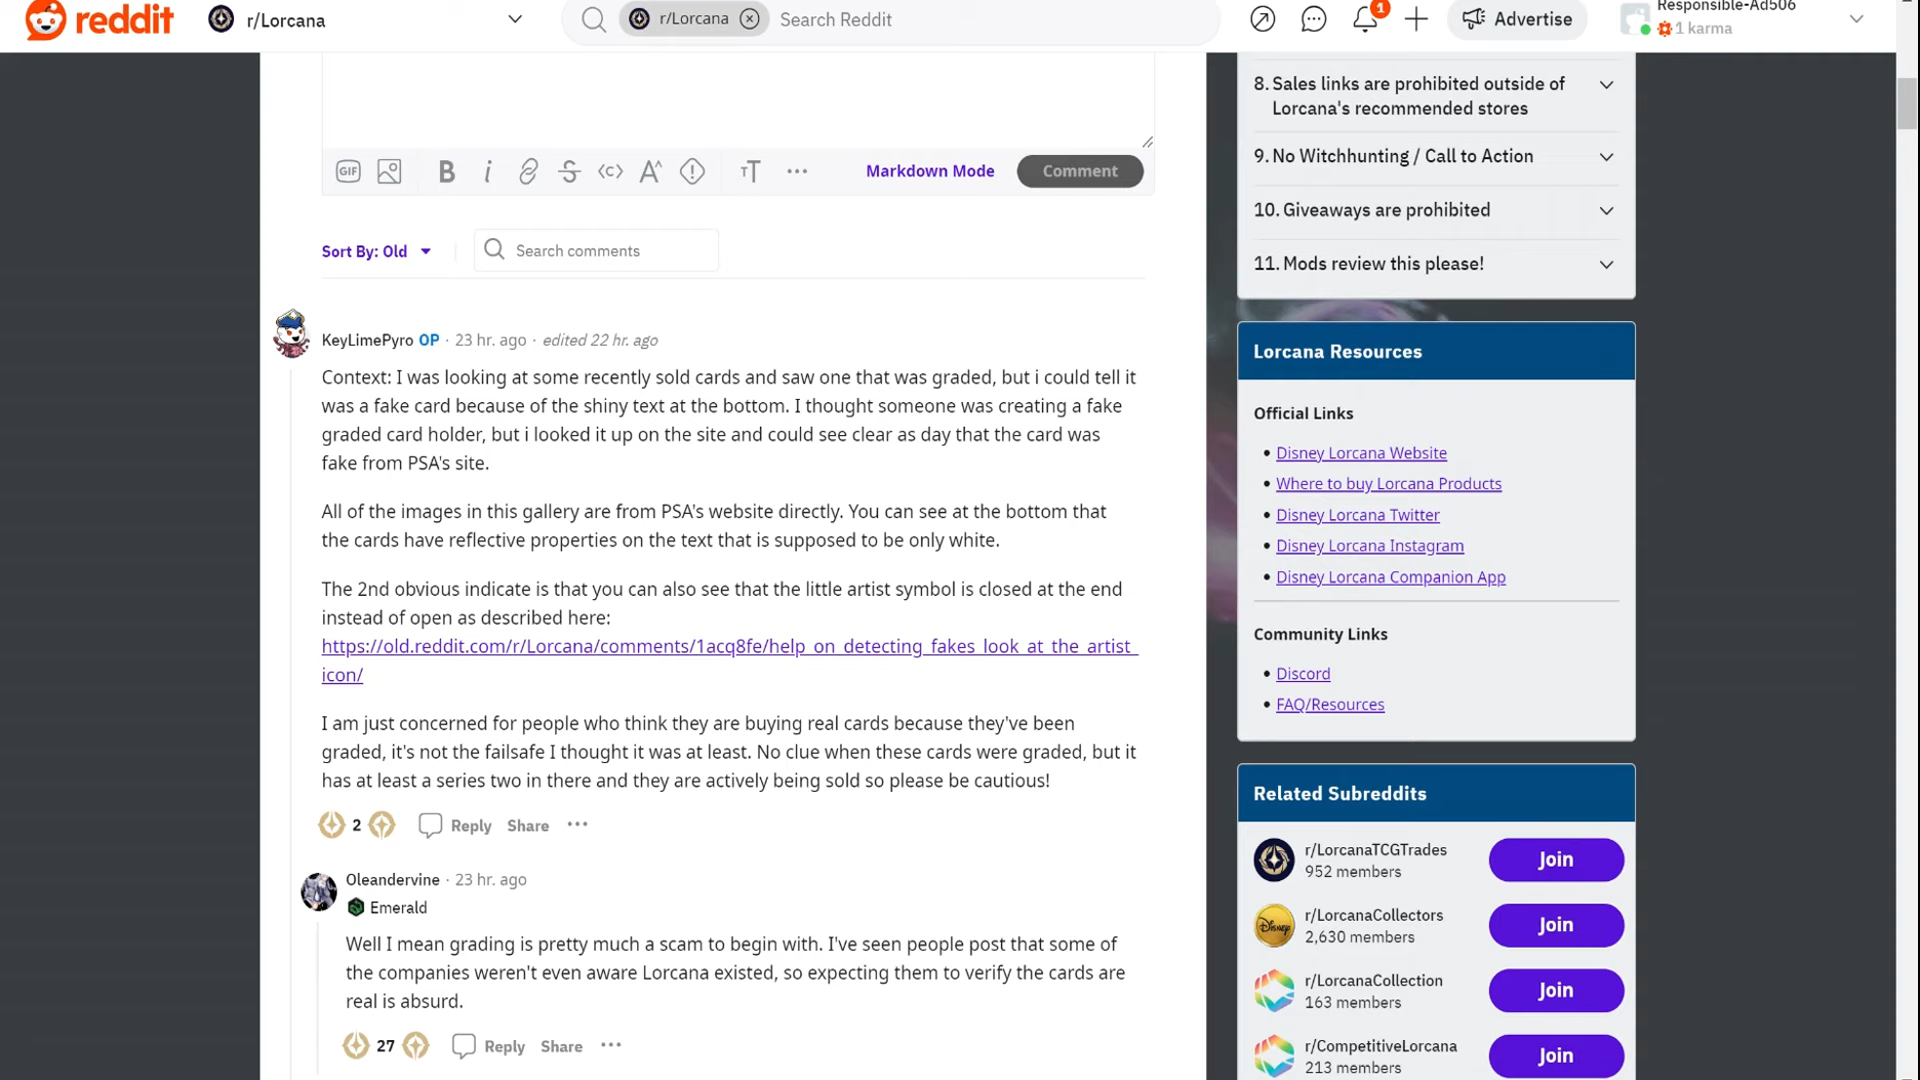 reddit
r/Lorcana
r/Lorcana
Search Reddit
1
Advertise
Responsible-Ad506
1 karma
GIF
B
i
Markdown Mode
Comment
Sort By: Old
Search comments
KeyLimePyro OP · 23 hr. ago · edited 22 hr. ago
Context: I was looking at some recently sold cards and saw one that was graded, but i could tell it
was a fake card because of the shiny text at the bottom. I thought someone was creating a fake
graded card holder, but i looked it up on the site and could see clear as day that the card was
fake from PSA's site.
All of the images in this gallery are from PSA's website directly. You can see at the bottom that
the cards have reflective properties on the text that is supposed to be only white.
The 2nd obvious indicate is that you can also see that the little artist symbol is closed at the end
instead of open as described here:
https://old.reddit.com/r/Lorcana/comments/1acq8fe/help_on_detecting_fakes_look_at_the_artist_
icon/
I am just concerned for people who think they are buying real cards because they've been
graded, it's not the failsafe I thought it was at least. No clue when these cards were graded, but it
has at least a series two in there and they are actively being sold so please be cautious!
2
Reply
Share
Oleandervine · 23 hr. ago
Emerald
Well I mean grading is pretty much a scam to begin with. I've seen people post that some of
the companies weren't even aware Lorcana existed, so expecting them to verify the cards are
real is absurd.
27
Reply
Share
8. Sales links are prohibited outside of
Lorcana's recommended stores
9. No Witchhunting / Call to Action
10. Giveaways are prohibited
11. Mods review this please!
Lorcana Resources
Official Links
• Disney Lorcana Website
• Where to buy Lorcana Products
• Disney Lorcana Twitter
• Disney Lorcana Instagram
• Disney Lorcana Companion App
Community Links
• Discord
• FAQ/Resources
Related Subreddits
r/LorcanaTCGTrades
952 members
Join
Disney
r/LorcanaCollectors
2,630 members
Join
r/LorcanaCollection
163 members
Join
r/CompetitiveLorcana
213 members
Join